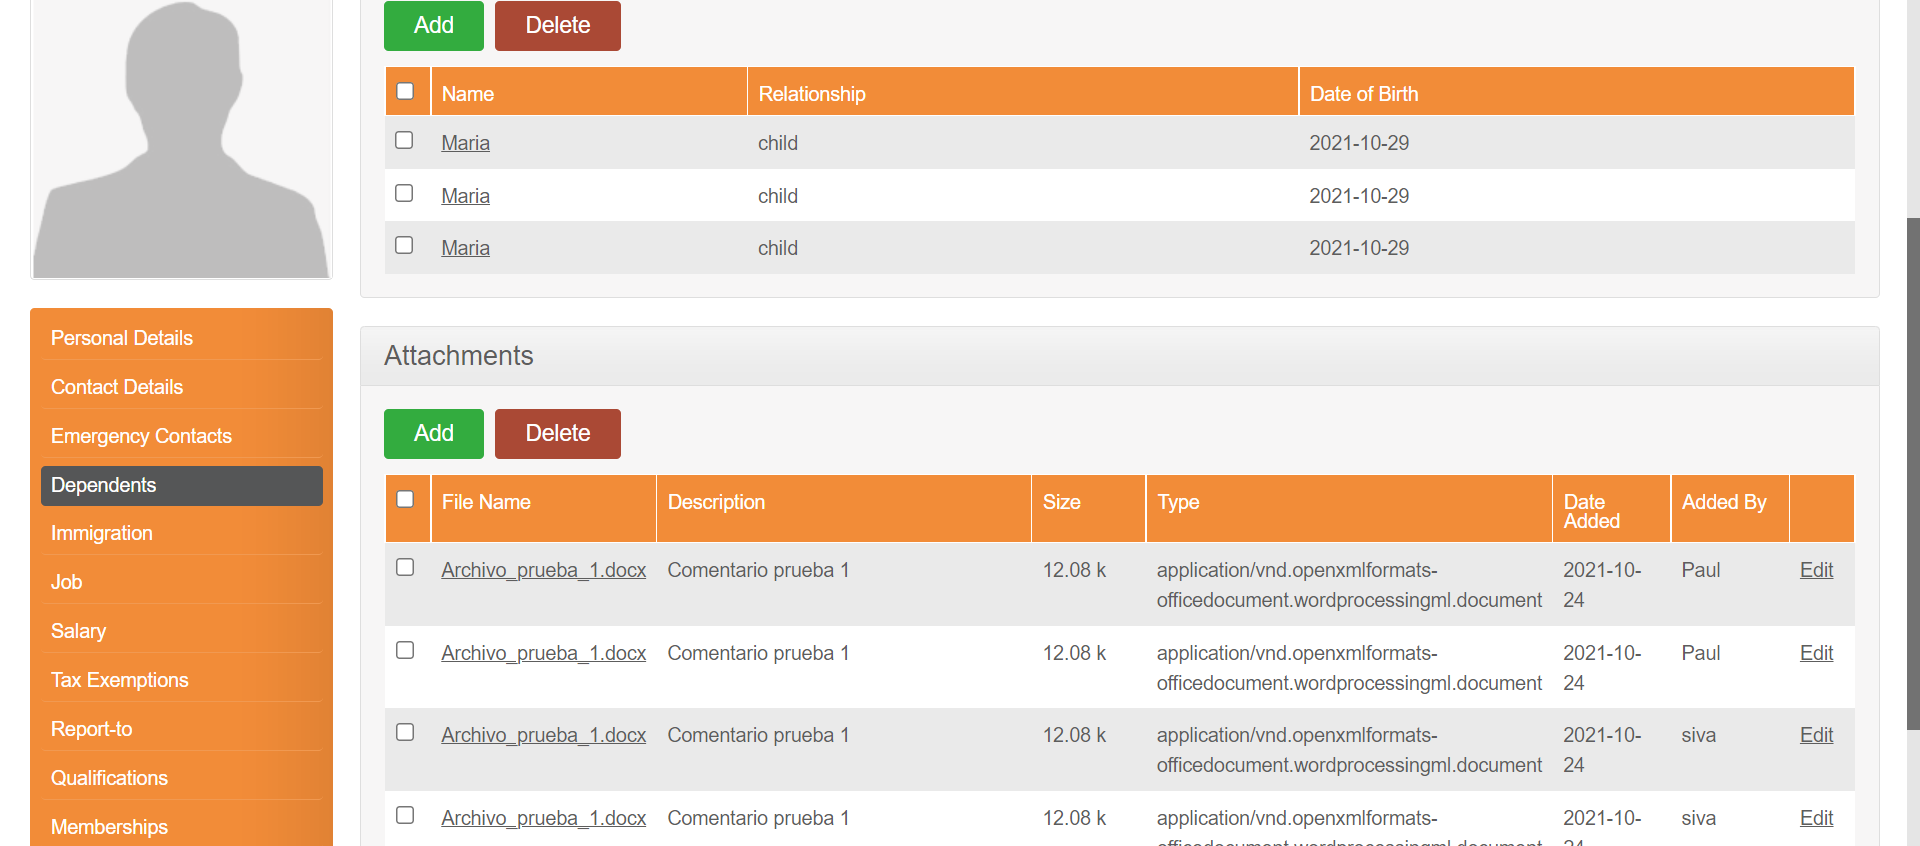 Add Delete
Name Relationship Date of Birth
Maria child 2021-10-29
Maria child 2021-10-29
Maria child 2021-10-29
Personal Details
Contact Details
Emergency Contacts
Dependents
Immigration
Job
Salary
Tax Exemptions
Report-to
Qualifications
Memberships
Attachments
Add Delete
File Name Description Size Type Date Added Added By
Archivo_prueba_1.docx Comentario prueba 1 12.08 k application/vnd.openxmlformats- 2021-10- Paul Edit
officedocument.wordprocessingml.document 24
Archivo_prueba_1.docx Comentario prueba 1 12.08 k application/vnd.openxmlformats- 2021-10- Paul Edit
officedocument.wordprocessingml.document 24
Archivo_prueba_1.docx Comentario prueba 1 12.08 k application/vnd.openxmlformats- 2021-10- siva Edit
officedocument.wordprocessingml.document 24
Archivo_prueba_1.docx Comentario prueba 1 12.08 k application/vnd.openxmlformats- 2021-10- siva Edit